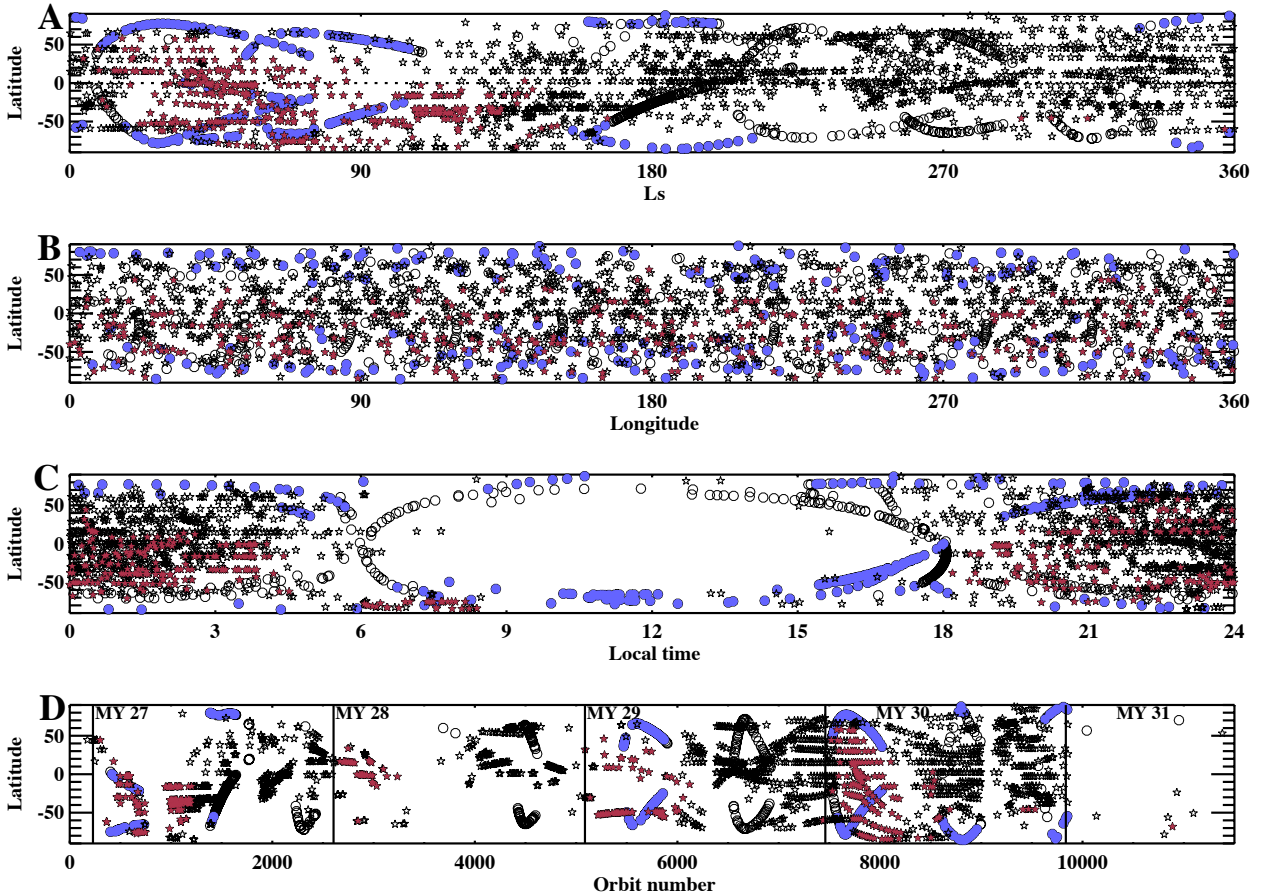 A
Latitude
50
0
-50
0 90 180 270 360
Ls
B
Latitude
50
0
-50
0 90 180 270 360
Longitude
C
Latitude
50
0
-50
0 3 6 9 12 15 18 21 24
Local time
D
MY 27 MY 28 MY 29 MY 30 MY 31
Latitude
50
0
-50
0 2000 4000 6000 8000 10000
Orbit number